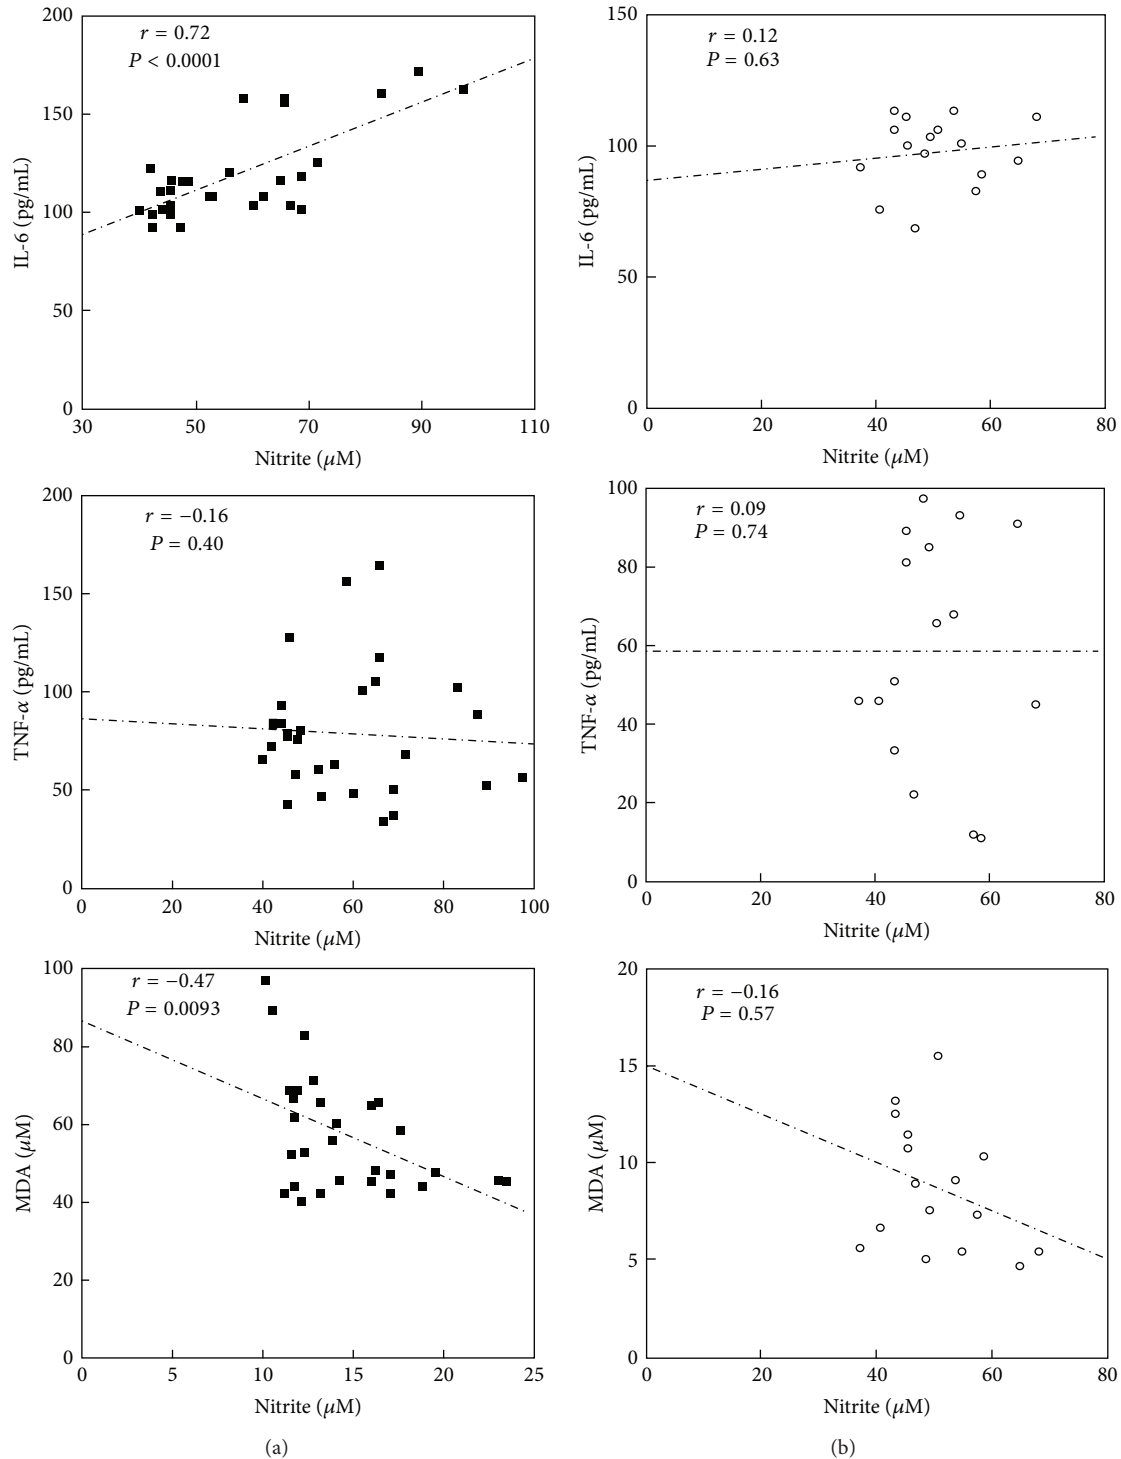 200
150
100
50
0
IL-6 (pg/mL)
r = 0.72
P < 0.0001
30 50 70 90 110
Nitrite (μM)
150
100
50
0
IL-6 (pg/mL)
r = 0.12
P = 0.63
0 20 40 60 80
Nitrite (μM)
200
150
100
50
0
TNF-α (pg/mL)
r = −0.16
P = 0.40
0 20 40 60 80 100
Nitrite (μM)
100
80
60
40
20
0
TNF-α (pg/mL)
r = 0.09
P = 0.74
0 20 40 60 80
Nitrite (μM)
100
80
60
40
20
0
MDA (μM)
r = −0.47
P = 0.0093
0 5 10 15 20 25
Nitrite (μM)
20
15
10
5
0
MDA (μM)
r = −0.16
P = 0.57
0 20 40 60 80
Nitrite (μM)
(a)
(b)